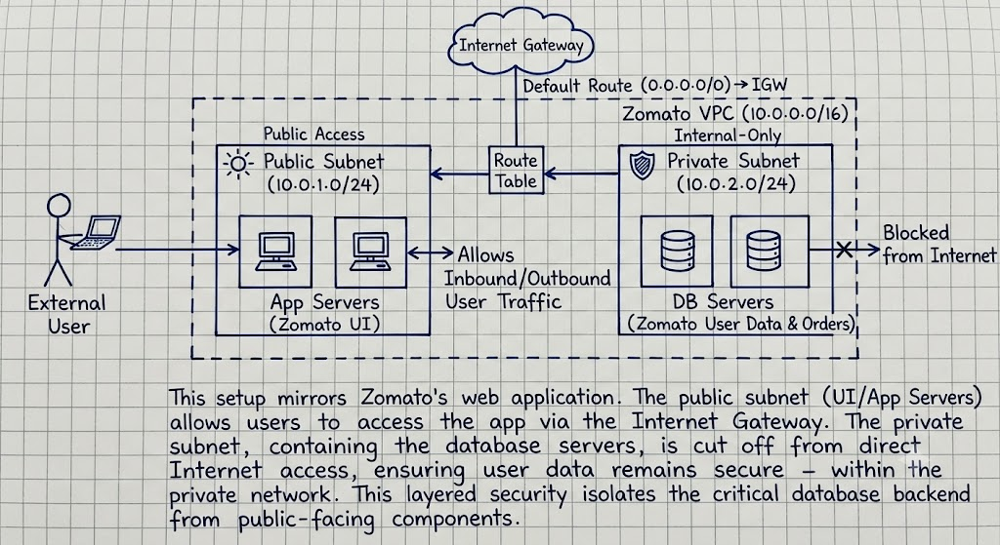 Internet Gateway
Default Route (0.0.0.0/0)→ IGW
Zomato VPC (10.0.0.0/16)
Public Access
Internal-Only
Public Subnet
(10.0.1.0/24)
Route
Table
Private Subnet
(10.0.2.0/24)
External
User
App Servers
(Zomato UI)
Allows
Inbound/Outbound
User Traffic
DB Servers
(Zomato User Data & Orders)
Blocked
from Internet
This setup mirrors Zomato's web application. The public subnet (UI/App Servers)
allows users to access the app via the Internet Gateway. The private
subnet, containing the database servers, is cut off from direct
Internet access, ensuring user data remains secure – within the
private network. This layered security isolates the critical database backend
from public-facing components.